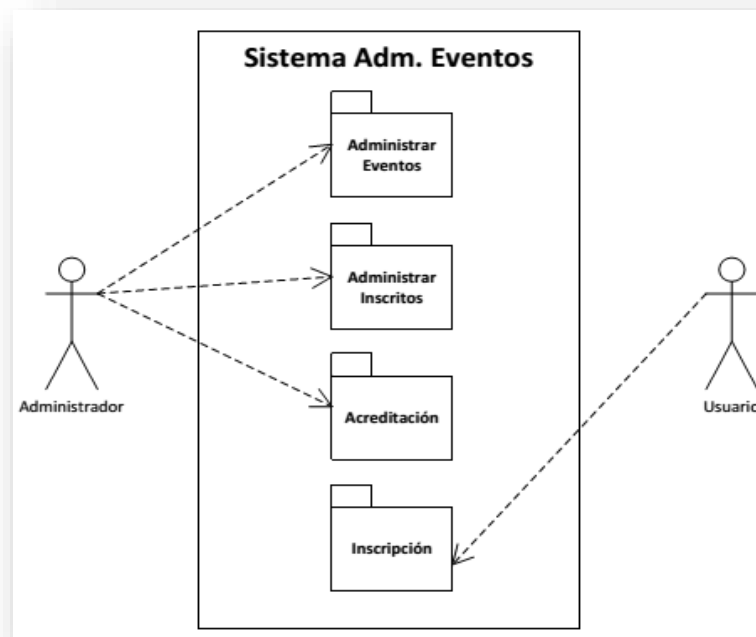 Sistema Adm. Eventos
Administrar
Eventos
Administrar
Inscritos
Administrador
Usuario
Acreditación
Inscripción